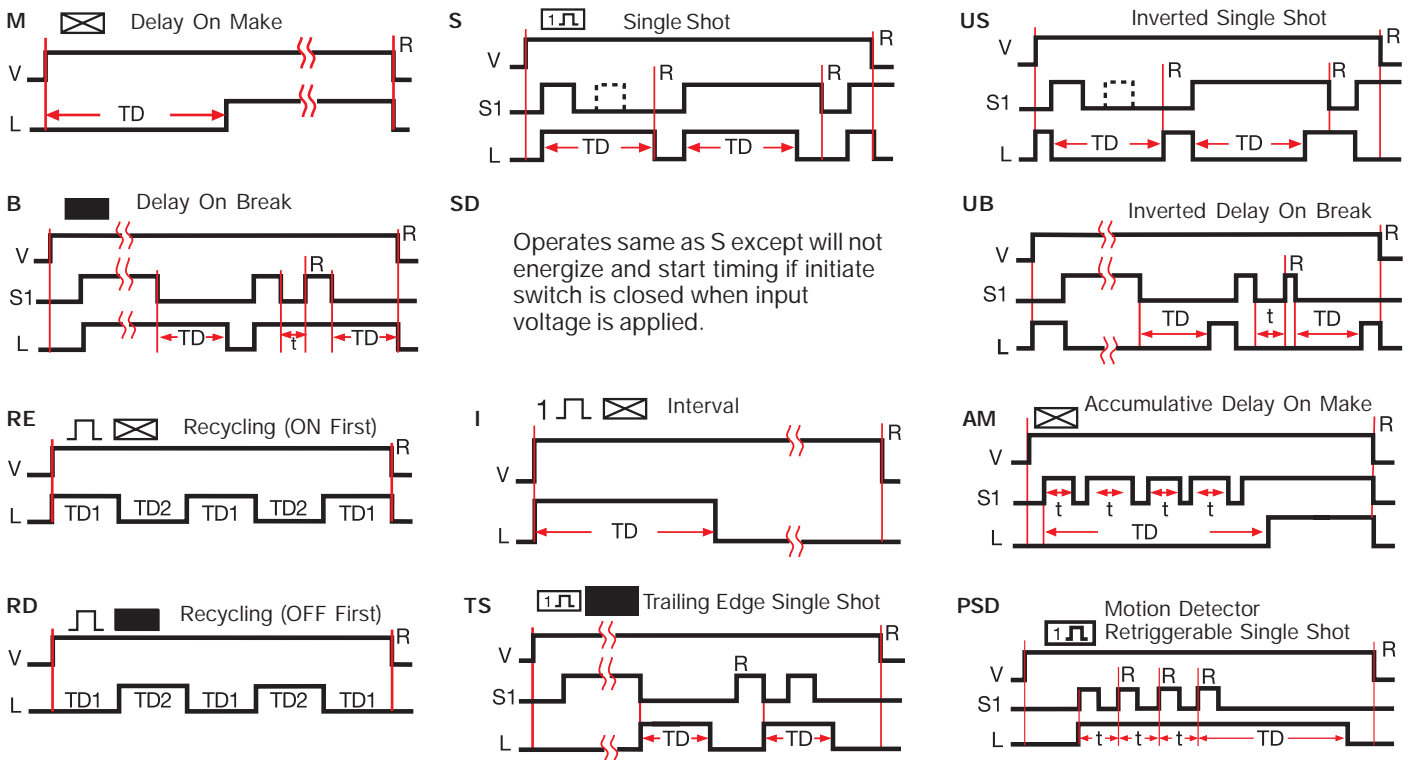 M Delay On Make
R
V
TD
L
S 1 Single Shot
R
V
R R
S1
L TD TD
US Inverted Single Shot
R
V
R R
S1
L TD TD
B Delay On Break
R
V
R
S1
TD t TD
L
SD
Operates same as S except will not
energize and start timing if initiate
switch is closed when input
voltage is applied.
UB Inverted Delay On Break
R
V
R
S1
TD t TD
L
RE Recycling (ON First)
R
V
L TD1 TD2 TD1 TD2 TD1
I 1 Interval
R
V
L TD
AM Accumulative Delay On Make
R
V
S1
t t t t
TD
L
RD Recycling (OFF First)
R
V
L TD1 TD2 TD1 TD2 TD1
TS 1 Trailing Edge Single Shot
R
V
R
S1
L TD TD
PSD Motion Detector
1 Retriggerable Single Shot
R
V
R R R
S1
L t t t TD